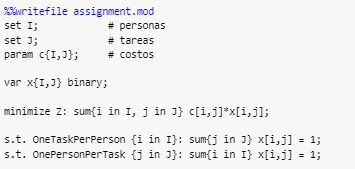 %%writefile assignment.mod
set I; # personas
set J; # tareas
param c{I,J}; # costos
var x{I,J} binary;
minimize Z: sum{i in I, j in J} c[i,j]*x[i,j];
s.t. OneTaskPerPerson {i in I}: sum{j in J} x[i,j] = 1;
s.t. OnePersonPerTask {j in J}: sum{i in I} x[i,j] = 1;